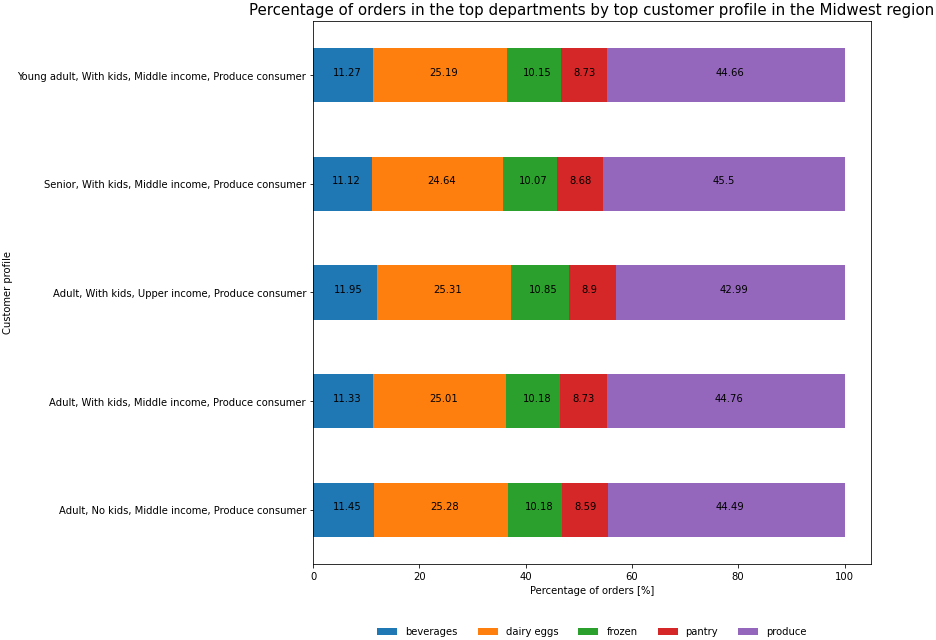 Percentage of orders in the top departments by top customer profile in the Midwest region
Customer profile
Young adult, With kids, Middle income, Produce consumer
11.27 25.19 10.15 8.73 44.66
Senior, With kids, Middle income, Produce consumer
11.12 24.64 10.07 8.68 45.5
Adult, With kids, Upper income, Produce consumer
11.95 25.31 10.85 8.9 42.99
Adult, With kids, Middle income, Produce consumer
11.33 25.01 10.18 8.73 44.76
Adult, No kids, Middle income, Produce consumer
11.45 25.28 10.18 8.59 44.49
0 20 40 60 80 100
Percentage of orders [%]
beverages dairy eggs frozen pantry produce